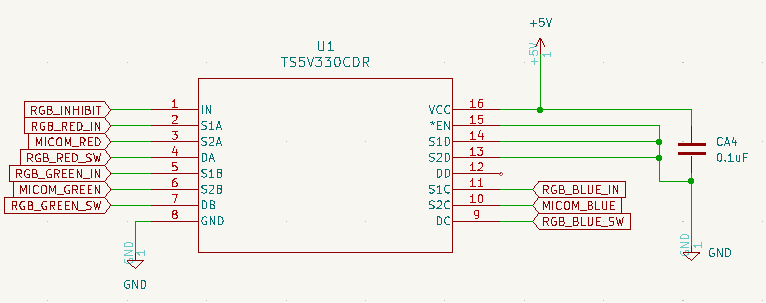 +5V
+5V
1
U1
TS5V330CDR
RGB_INHIBIT 1 IN VCC 16
RGB_RED_IN 2 S1A *EN 15
MICOM_RED 3 S2A S1D 14
RGB_RED_SW 4 DA S2D 13
RGB_GREEN_IN 5 S1B DD 12
MICOM_GREEN 6 S2B S1C 11 RGB_BLUE_IN
RGB_GREEN_SW 7 DB S2C 10 MICOM_BLUE
8 GND DC 9 RGB_BLUE_SW
CA4
0.1uF
GND
1
GND
GND
1
GND